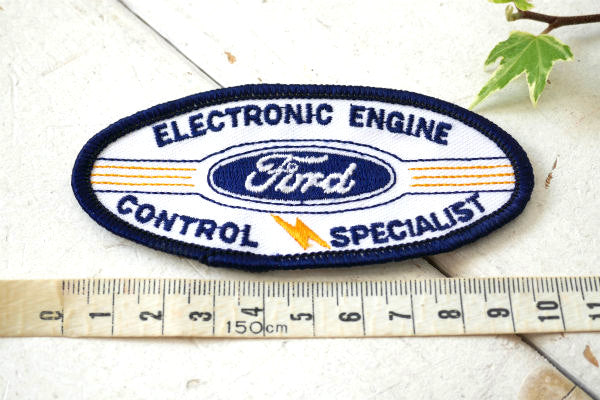 ELECTRONIC ENGINE
Ford
CONTROL SPECIALIST
0 1 2 3 4 5 6 7 8 9 10 11
150cm